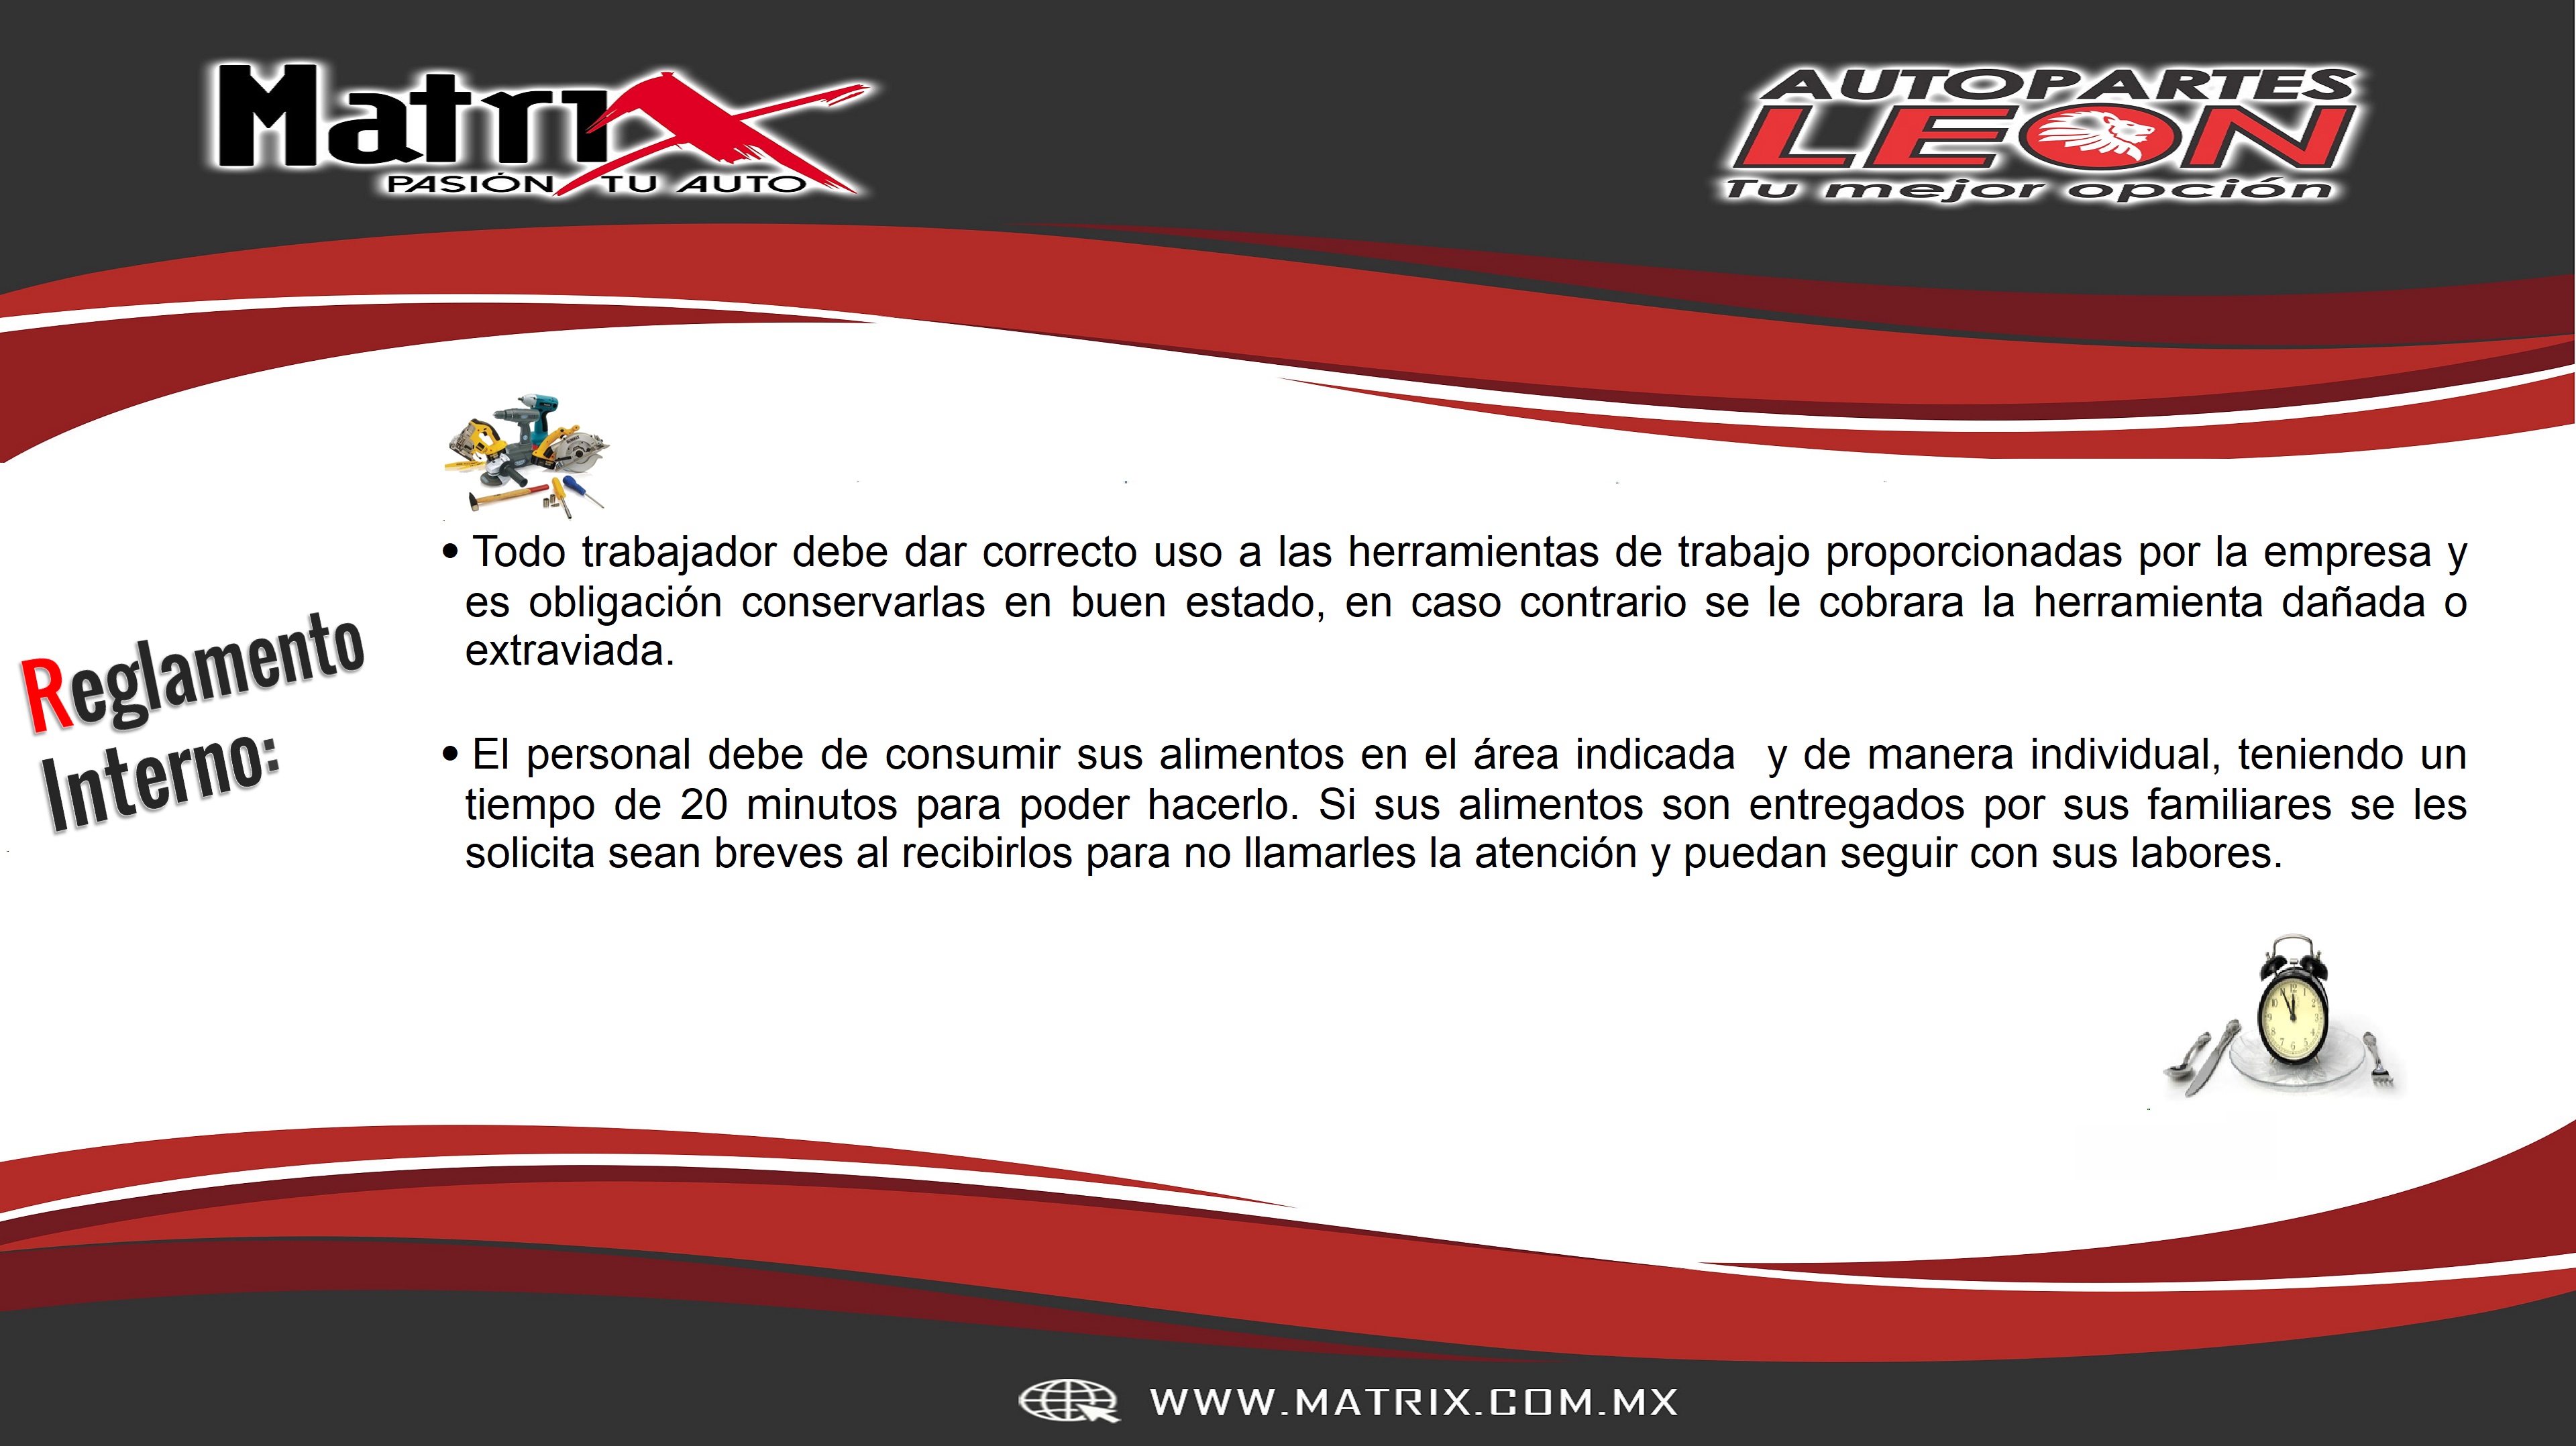 Matrix
PASIÓN TU AUTO
AUTOPARTES
LEON
Tu mejor opción
Reglamento
Interno:
• Todo trabajador debe dar correcto uso a las herramientas de trabajo proporcionadas por la empresa y
es obligación conservarlas en buen estado, en caso contrario se le cobrara la herramienta dañada o
extraviada.
• El personal debe de consumir sus alimentos en el área indicada y de manera individual, teniendo un
tiempo de 20 minutos para poder hacerlo. Si sus alimentos son entregados por sus familiares se les
solicita sean breves al recibirlos para no llamarles la atención y puedan seguir con sus labores.
WWW.MATRIX.COM.MX